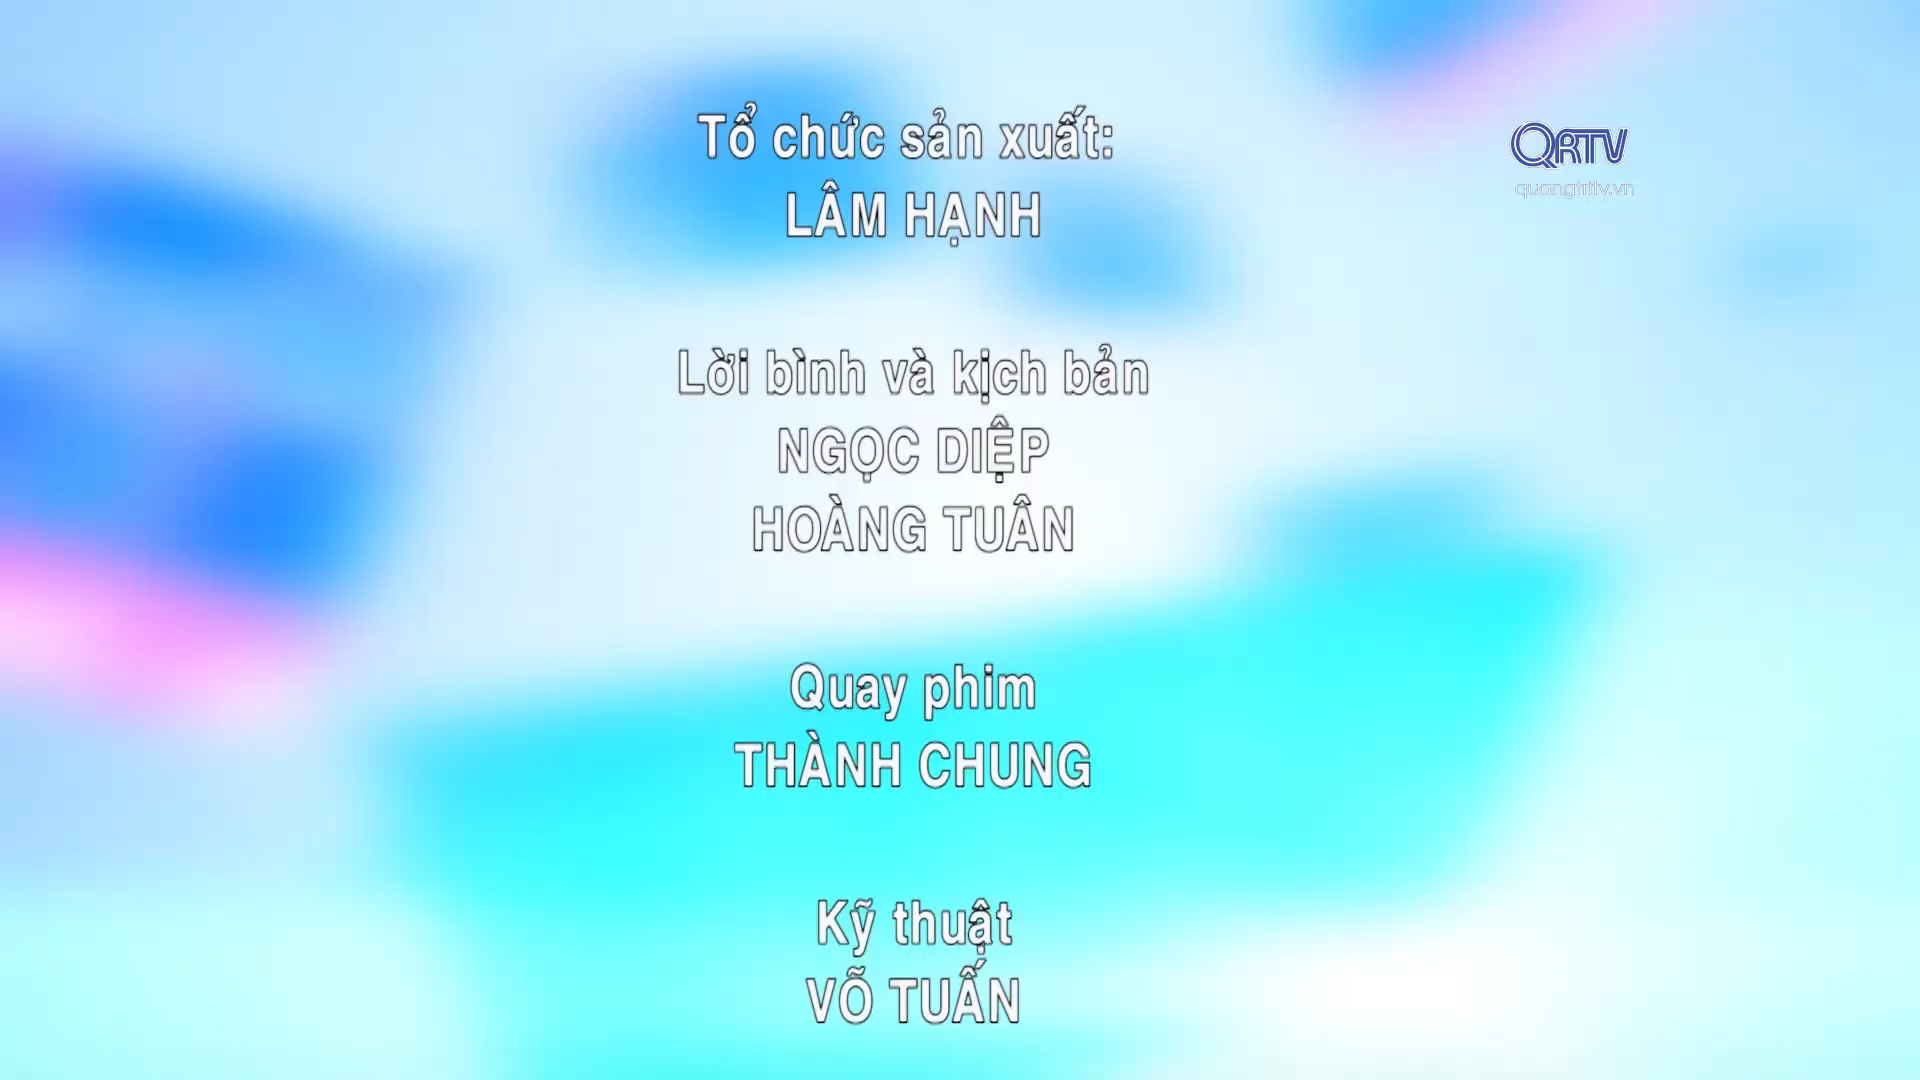 Tổ chức sản xuất:
LÂM HẠNH
QRTV
quangtritv.vn
Lời bình và kịch bản
NGỌC DIỆP
HOÀNG TUÂN
Quay phim
THÀNH CHUNG
Kỹ thuật
VÕ TUẤN